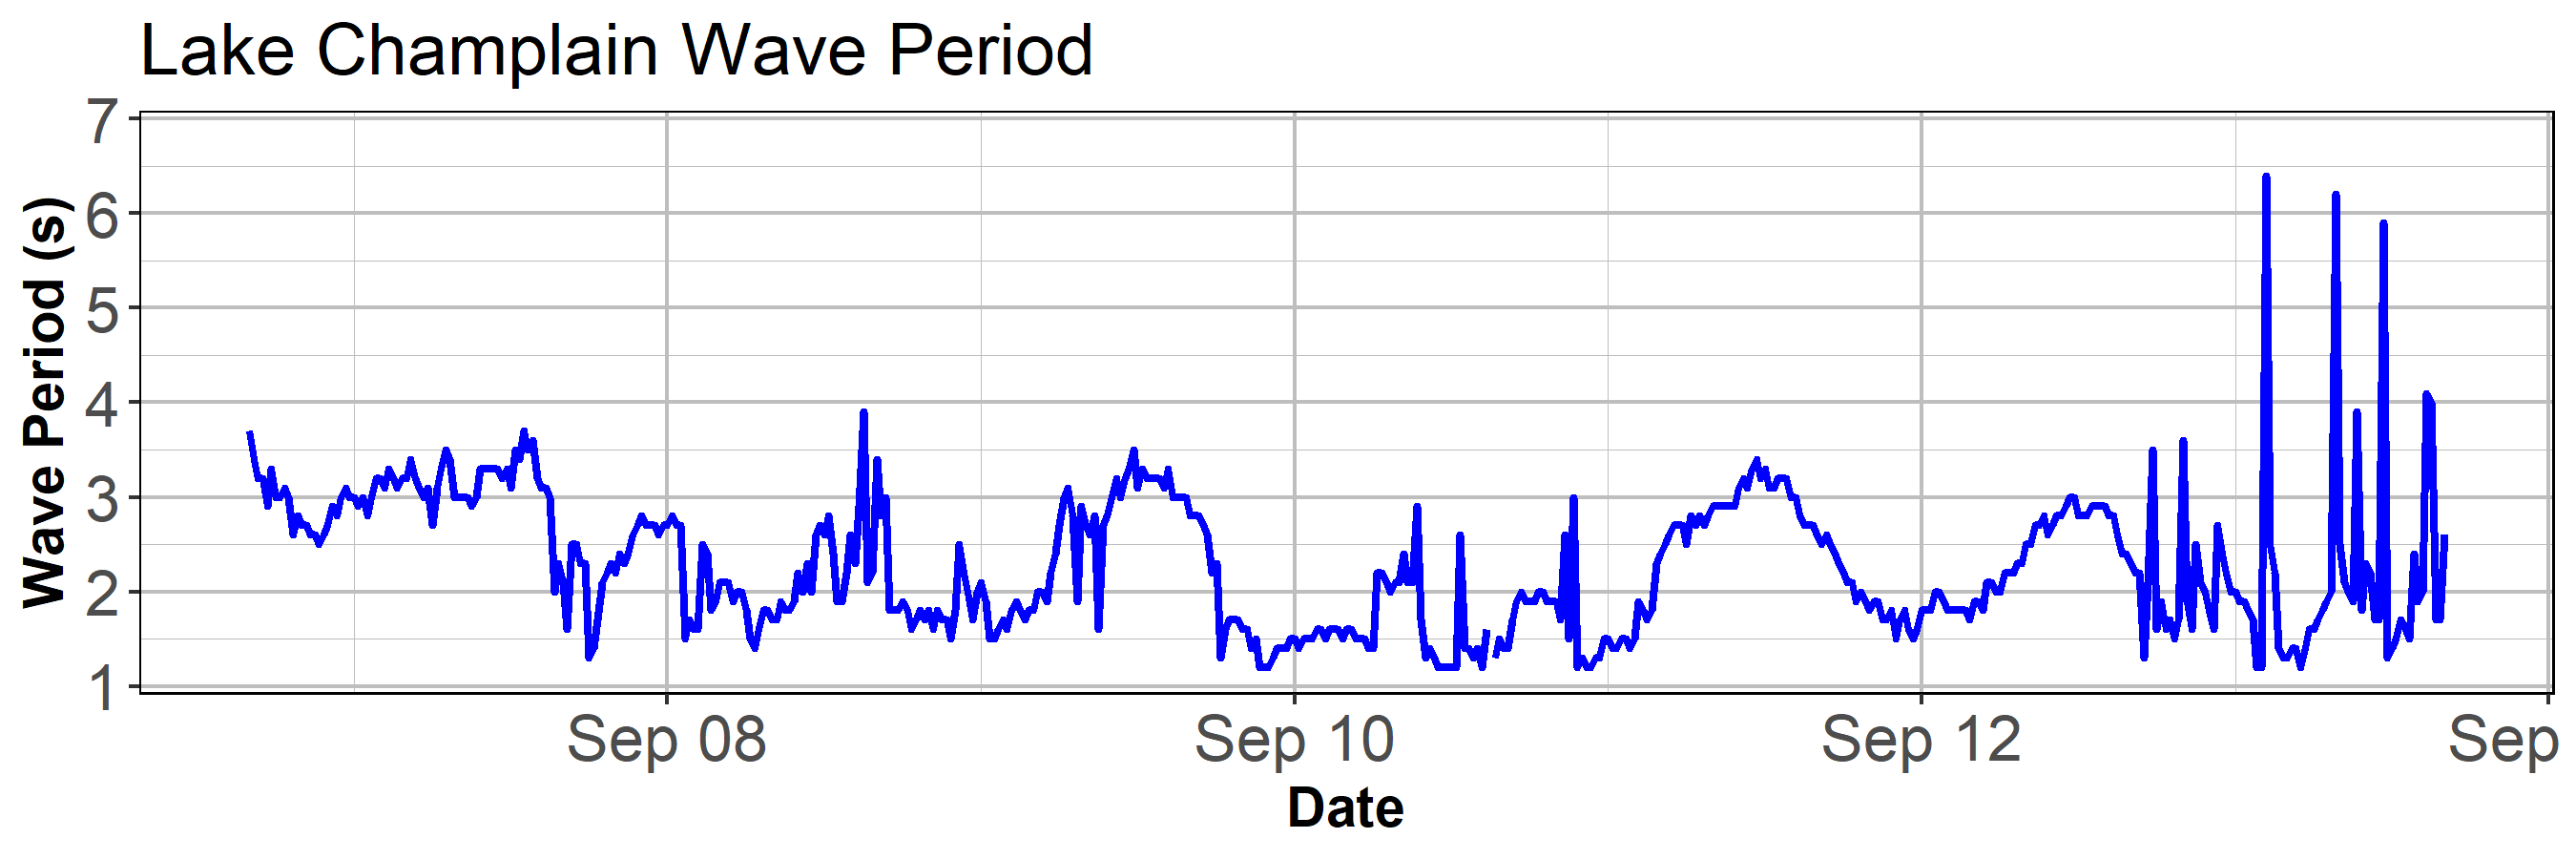 Lake Champlain Wave Period
Wave Period (s)
7
6
5
4
3
2
1
Sep 08
Sep 10
Sep 12
Sep
Date